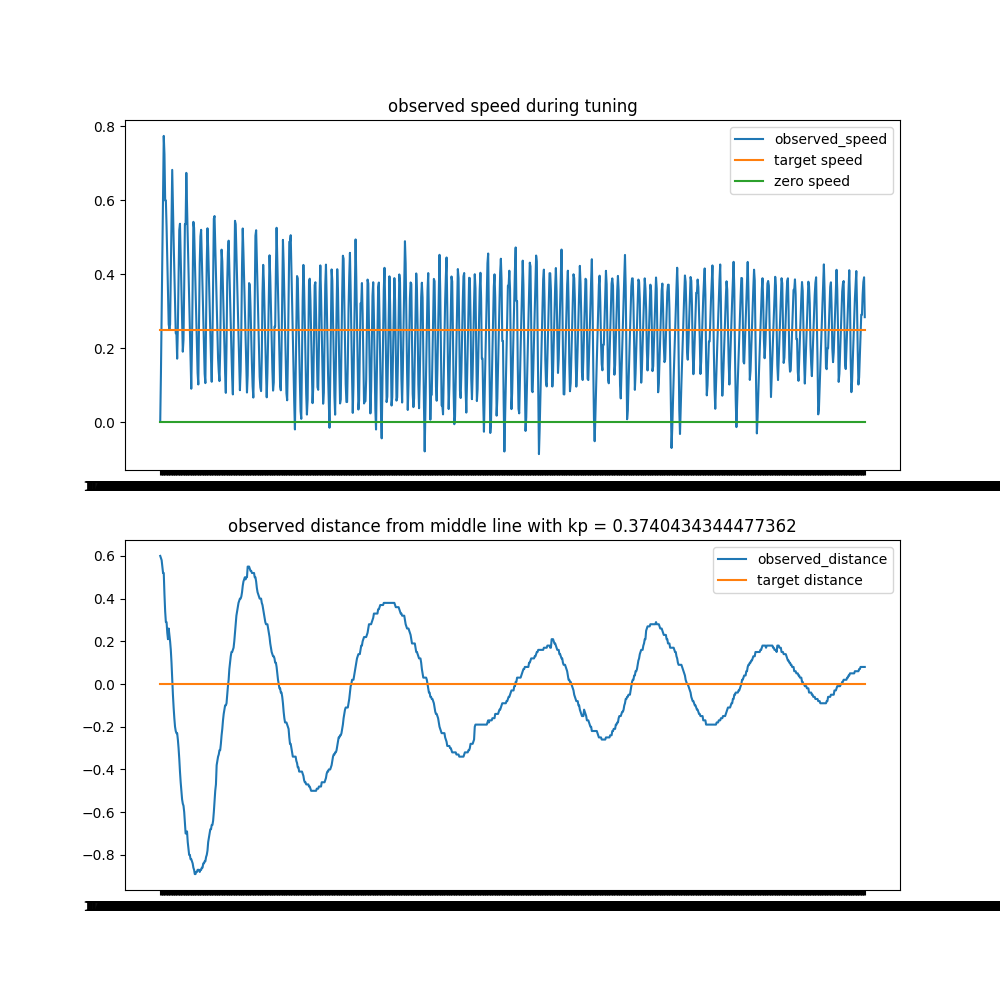 observed speed during tuning
0.8
0.6
0.4
0.2
0.0
observed_speed
target speed
zero speed
observed distance from middle line with kp = 0.3740434344477362
0.6
0.4
0.2
0.0
−0.2
−0.4
−0.6
−0.8
observed_distance
target distance